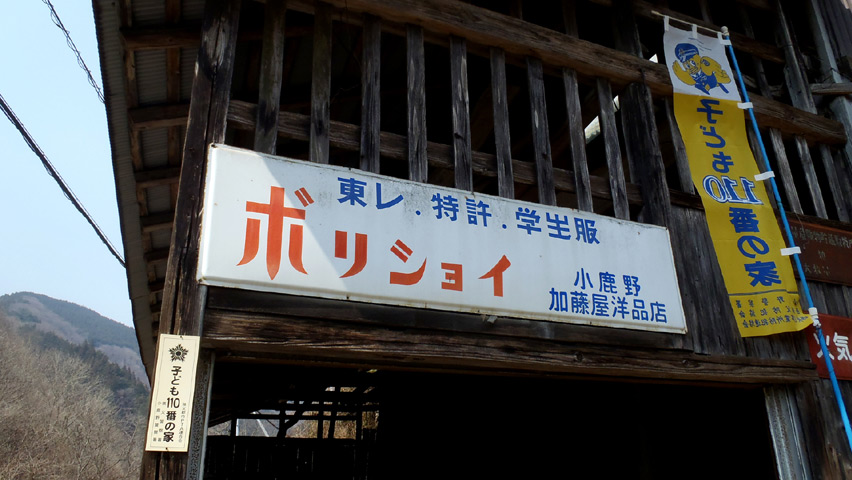 東レ.特許.学生服
ボリショイ
小鹿野
加藤屋洋品店
子ども110番の家
子ども110番の家
火気